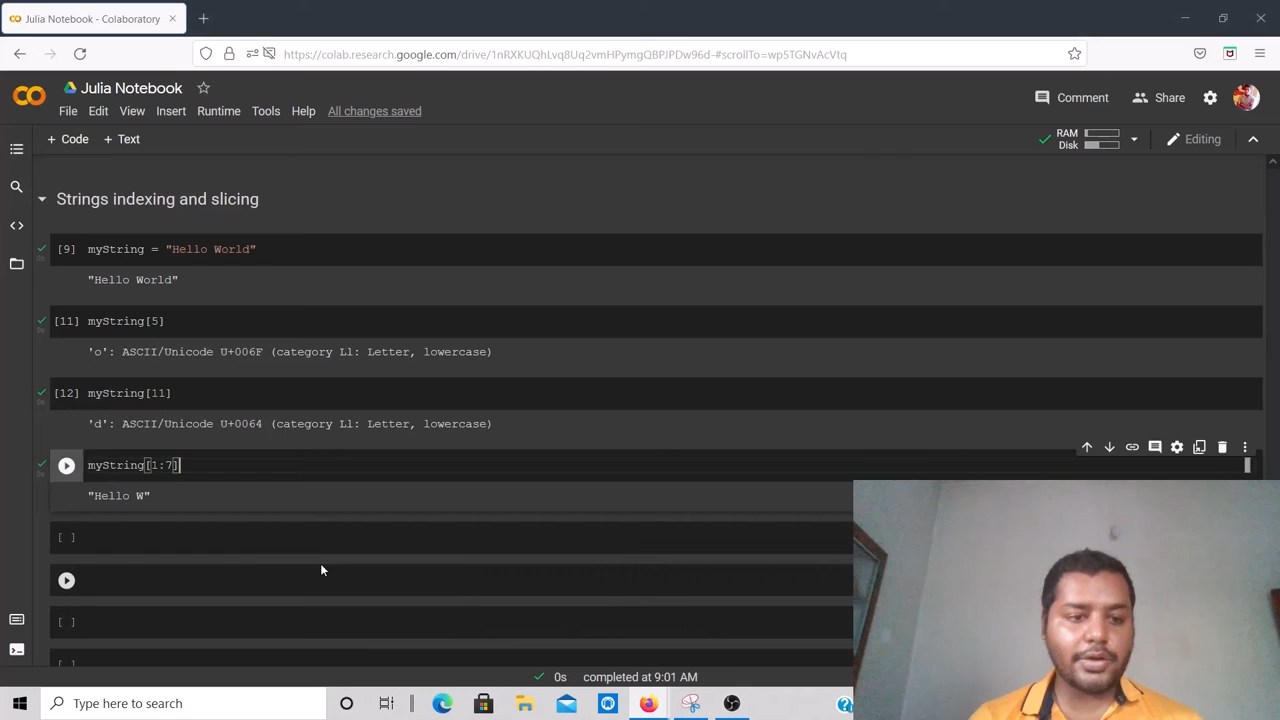 Julia Notebook - Colaboratory
https://colab.research.google.com/drive/1nRXKUQhLvq8Uq2vmHPymgQBPJPDw96d-#scrollTo=wp5TGNvAcVtq
Julia Notebook
File Edit View Insert Runtime Tools Help All changes saved
Comment Share
+ Code + Text
RAM
Disk
Editing
Strings indexing and slicing
[9] myString = "Hello World"
"Hello World"
[11] myString[5]
'o': ASCII/Unicode U+006F (category Ll: Letter, lowercase)
[12] myString[11]
'd': ASCII/Unicode U+0064 (category Ll: Letter, lowercase)
myString[1:7]
"Hello W"
[ ]
[ ]
0s completed at 9:01 AM
Type here to search